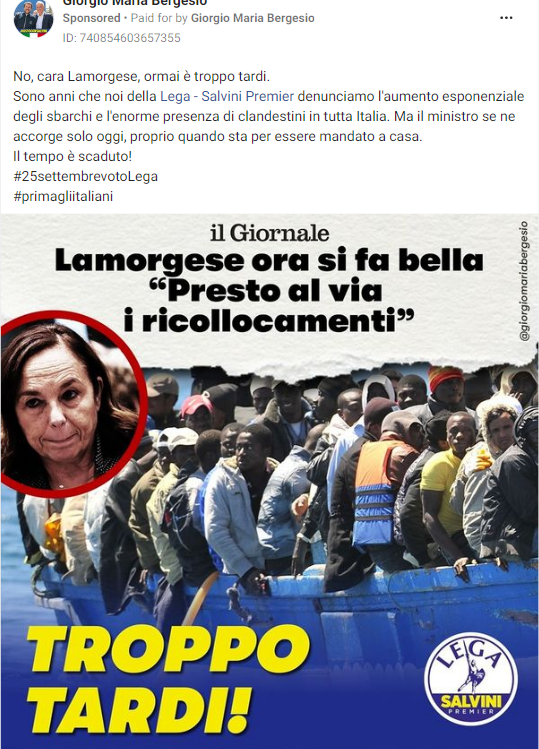 Giorgio Maria Bergesio
Sponsored • Paid for by Giorgio Maria Bergesio
ID: 740854603657355
No, cara Lamorgese, ormai è troppo tardi.
Sono anni che noi della Lega - Salvini Premier denunciamo l'aumento esponenziale
degli sbarchi e l'enorme presenza di clandestini in tutta Italia. Ma il ministro se ne
accorge solo oggi, proprio quando sta per essere mandato a casa.
Il tempo è scaduto!
#25settembrevotoLega
#primagliitaliani
il Giornale
Lamorgese ora si fa bella
“Presto al via
i ricollocamenti”
@giorgiomariabergesio
TROPPO
TARDI!
LEGA
SALVINI
PREMIER